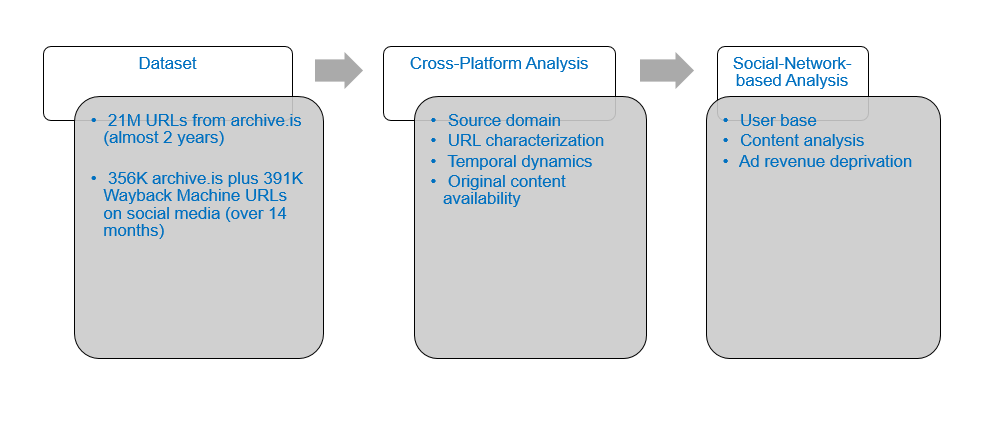 Dataset
• 21M URLs from archive.is
(almost 2 years)
• 356K archive.is plus 391K
Wayback Machine URLs
on social media (over 14
months)
Cross-Platform Analysis
• Source domain
• URL characterization
• Temporal dynamics
• Original content
availability
Social-Network-
based Analysis
• User base
• Content analysis
• Ad revenue deprivation